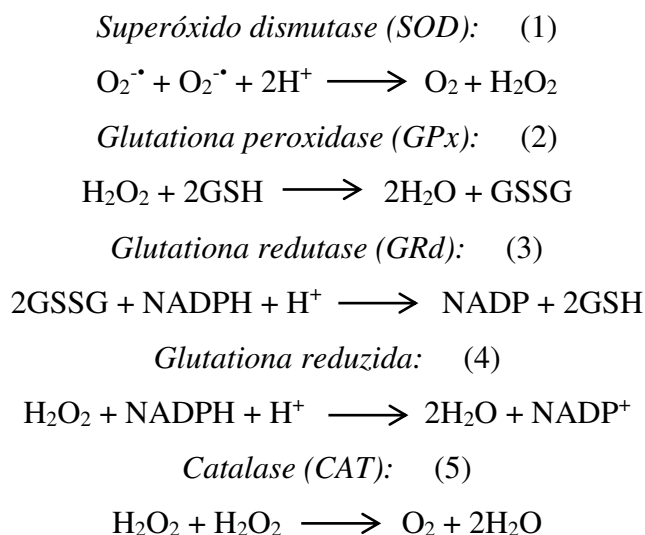 Superóxido dismutase (SOD): (1)
O₂⁻• + O₂⁻• + 2H⁺ ⟶ O₂ + H₂O₂
Glutationa peroxidase (GPx): (2)
H₂O₂ + 2GSH ⟶ 2H₂O + GSSG
Glutationa redutase (GRd): (3)
2GSSG + NADPH + H⁺ ⟶ NADP + 2GSH
Glutationa reduzida: (4)
H₂O₂ + NADPH + H⁺ ⟶ 2H₂O + NADP⁺
Catalase (CAT): (5)
H₂O₂ + H₂O₂ ⟶ O₂ + 2H₂O